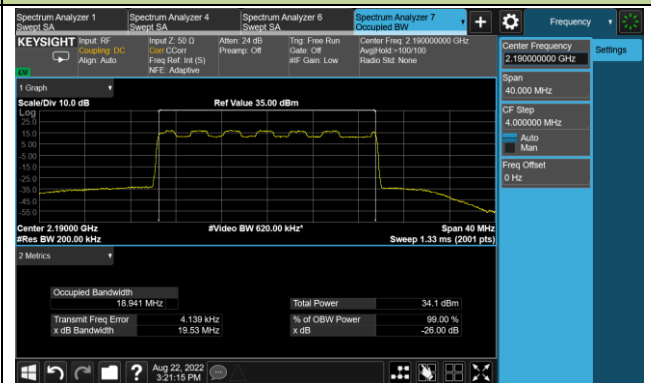 Spectrum Analyzer 1
Swept SA
Spectrum Analyzer 4
Swept SA
Spectrum Analyzer 6
Swept SA
Spectrum Analyzer 7
Occupied BW
Frequency
KEYSIGHT
Input: RF
Coupling: DC
Align: Auto
Input Z: 50 Ω
Corr CCorr
Freq Ref: Int (S)
NFE: Adaptive
Atten: 24 dB
Preamp: Off
Trig: Free Run
Gate: Off
#IF Gain: Low
Center Freq: 2.190000000 GHz
Avg|Hold:>100/100
Radio Std: None
Center Frequency
2.190000000 GHz
Settings
Span
40.000 MHz
CF Step
4.000000 MHz
Auto
Man
Freq Offset
0 Hz
1 Graph
Scale/Div 10.0 dB
Ref Value 35.00 dBm
Log
25.0
15.0
5.00
-5.00
-15.0
-25.0
-35.0
-45.0
-55.0
Center 2.19000 GHz
#Video BW 620.00 kHz*
Span 40 MHz
#Res BW 200.00 kHz
Sweep 1.33 ms (2001 pts)
2 Metrics
Occupied Bandwidth
18.941 MHz
Total Power
34.1 dBm
Transmit Freq Error
4.139 kHz
% of OBW Power
99.00 %
x dB Bandwidth
19.53 MHz
x dB
-26.00 dB
Aug 22, 2022
3:21:15 PM